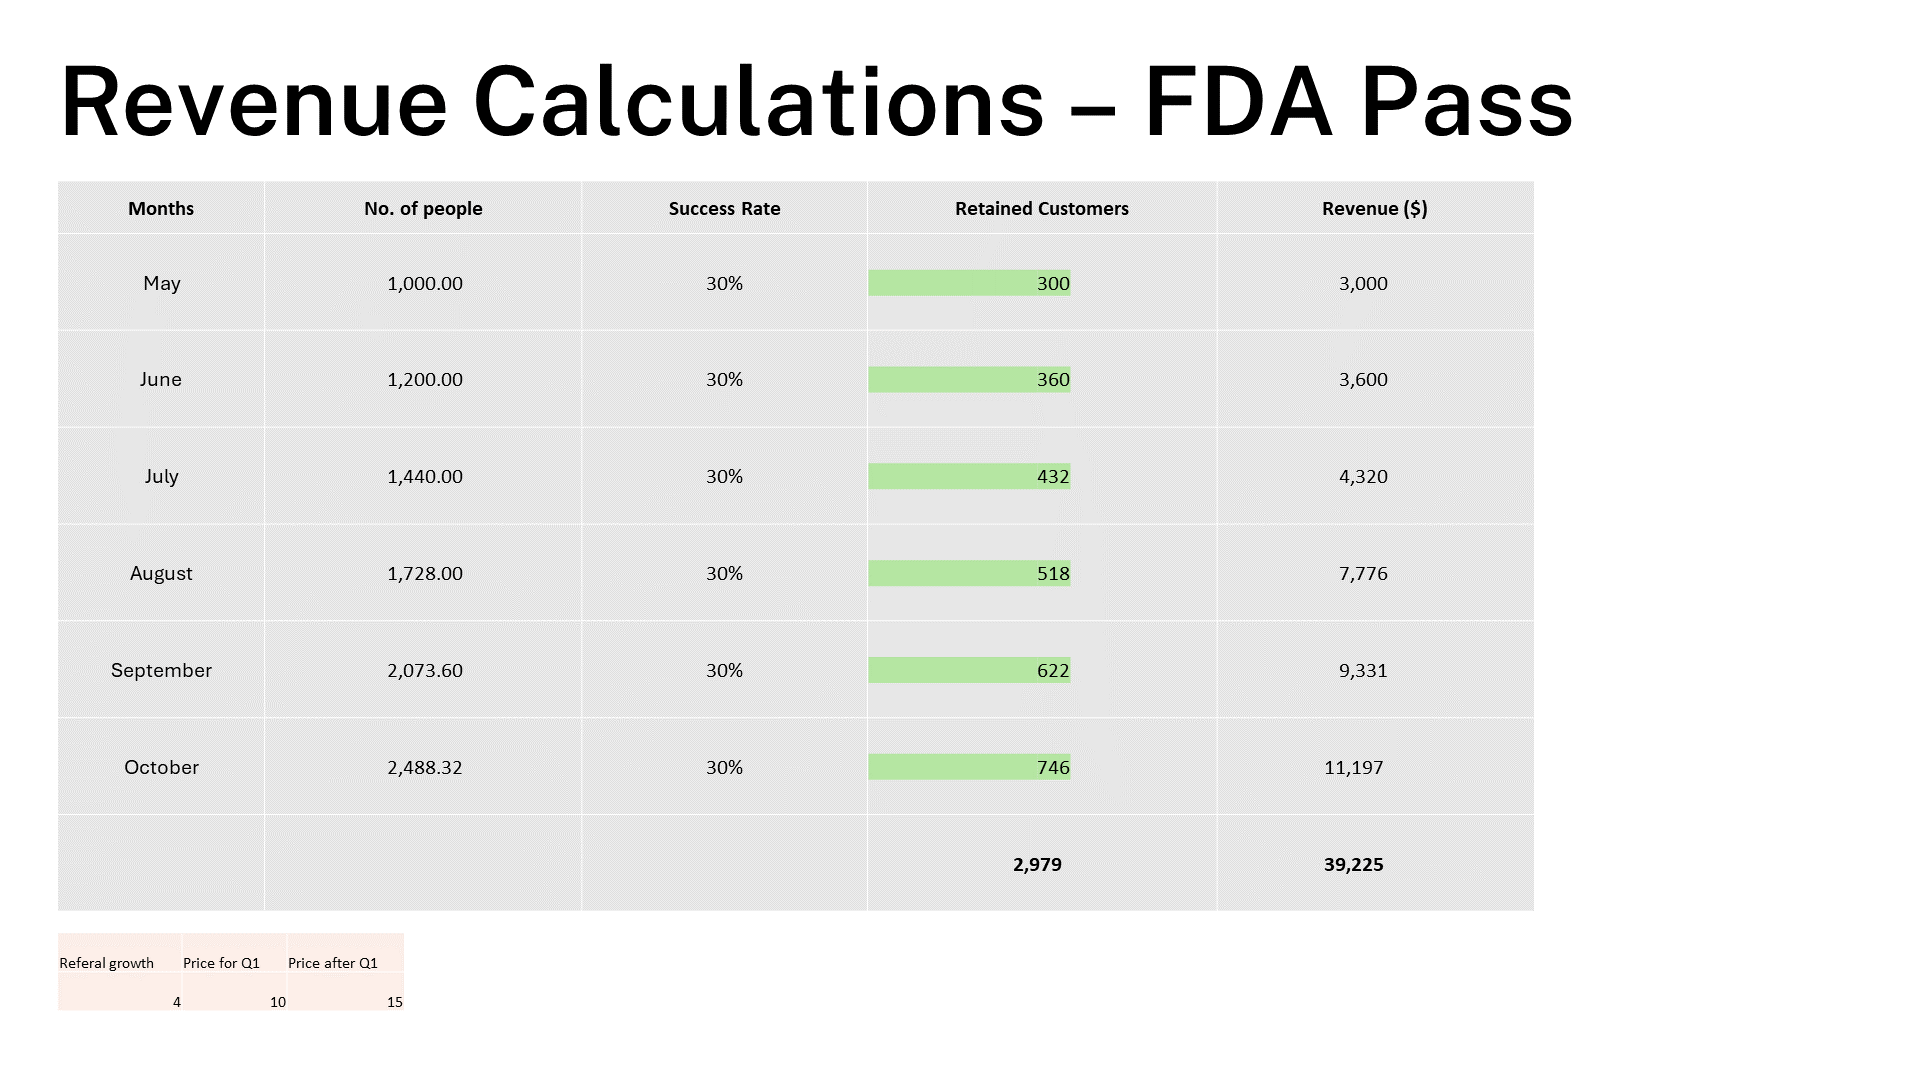 Revenue Calculations – FDA Pass
Months No. of people Success Rate Retained Customers Revenue ($)
May 1,000.00 30% 300 3,000
June 1,200.00 30% 360 3,600
July 1,440.00 30% 432 4,320
August 1,728.00 30% 518 7,776
September 2,073.60 30% 622 9,331
October 2,488.32 30% 746 11,197
2,979 39,225
Referal growth Price for Q1 Price after Q1
4 10 15